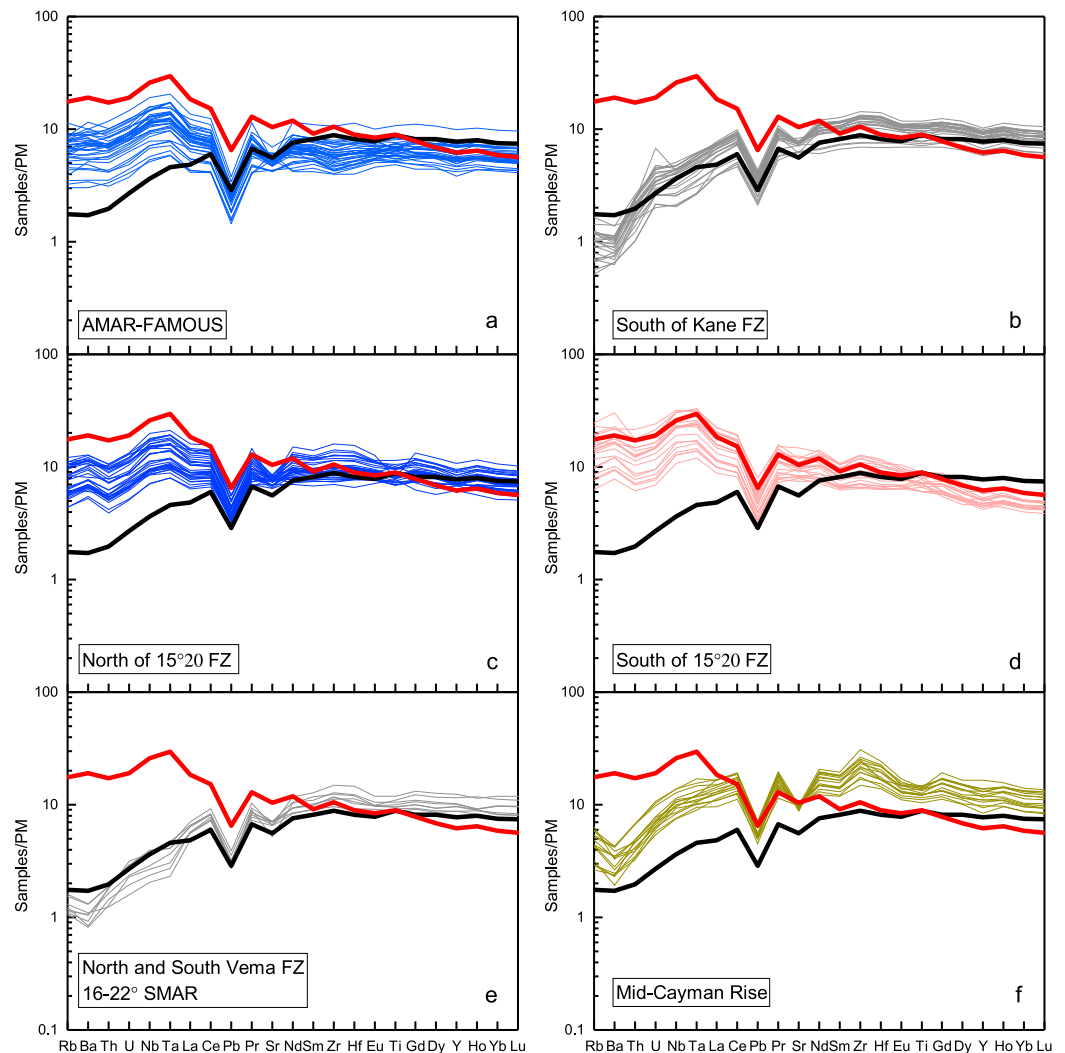 100
10
1
Samples/PM
AMAR-FAMOUS
a
100
10
1
Samples/PM
South of Kane FZ
b
100
10
1
Samples/PM
North of 15°20 FZ
c
100
10
1
Samples/PM
South of 15°20 FZ
d
100
10
1
0.1
Samples/PM
North and South Vema FZ
16-22° SMAR
e
Rb Ba Th U Nb Ta La Ce Pb Pr Sr Nd Sm Zr Hf Eu Ti Gd Dy Y Ho Yb Lu
100
10
1
0.1
Samples/PM
Mid-Cayman Rise
f
Rb Ba Th U Nb Ta La Ce Pb Pr Sr Nd Sm Zr Hf Eu Ti Gd Dy Y Ho Yb Lu